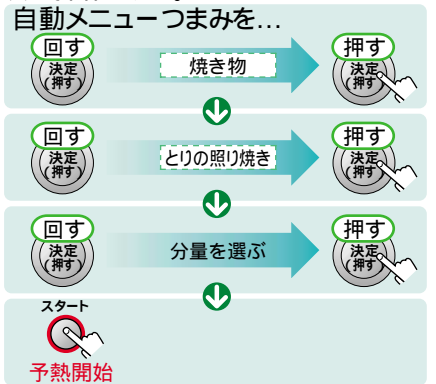 自動メニューつまみを…
回す
決定
(押す)
焼き物
押す
決定
(押す)
回す
決定
(押す)
とりの照り焼き
押す
決定
(押す)
回す
決定
(押す)
分量を選ぶ
押す
決定
(押す)
スタート
予熱開始